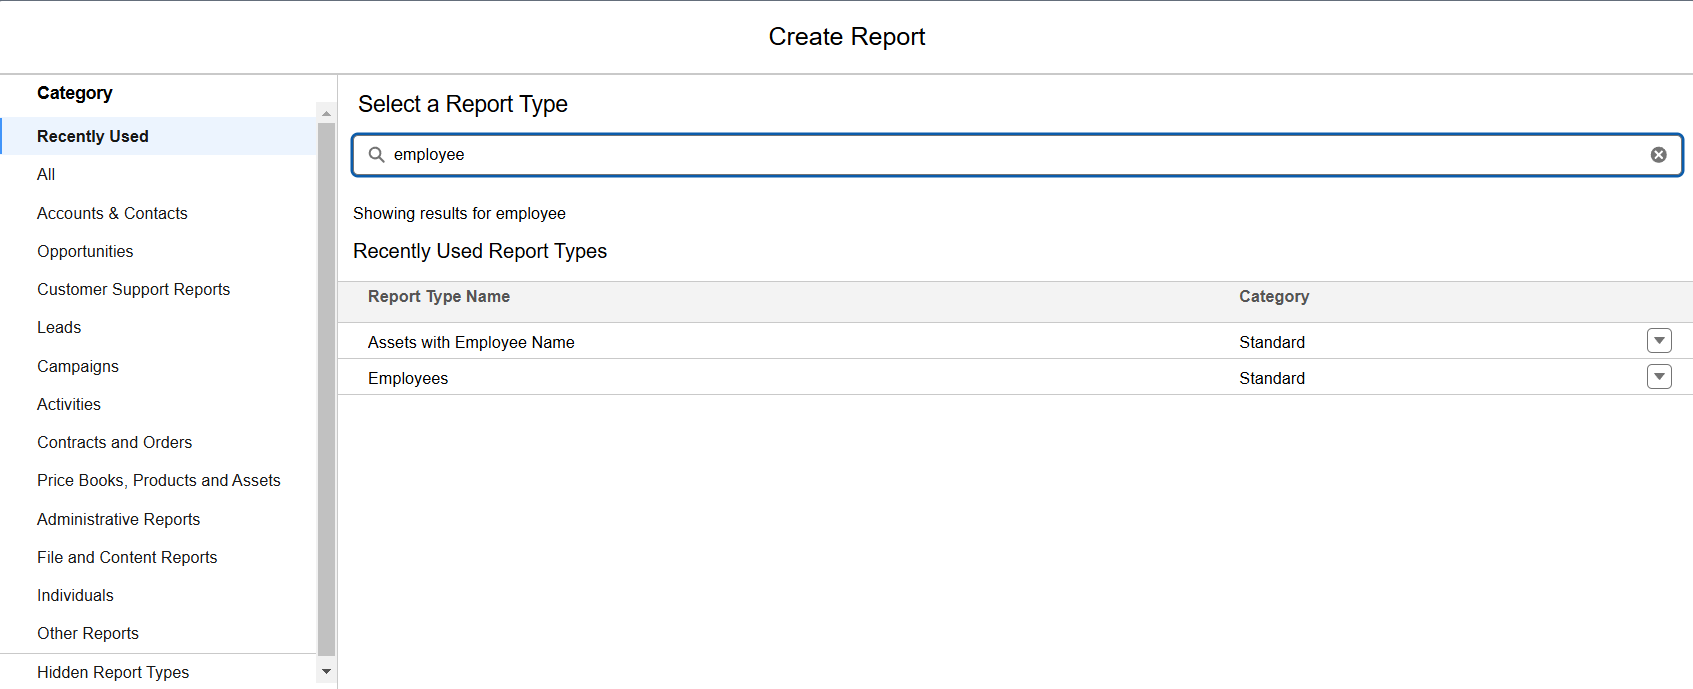 Create Report
Category
Recently Used
All
Accounts & Contacts
Opportunities
Customer Support Reports
Leads
Campaigns
Activities
Contracts and Orders
Price Books, Products and Assets
Administrative Reports
File and Content Reports
Individuals
Other Reports
Hidden Report Types
Select a Report Type
employee
Showing results for employee
Recently Used Report Types
Report Type Name Category
Assets with Employee Name Standard
Employees Standard